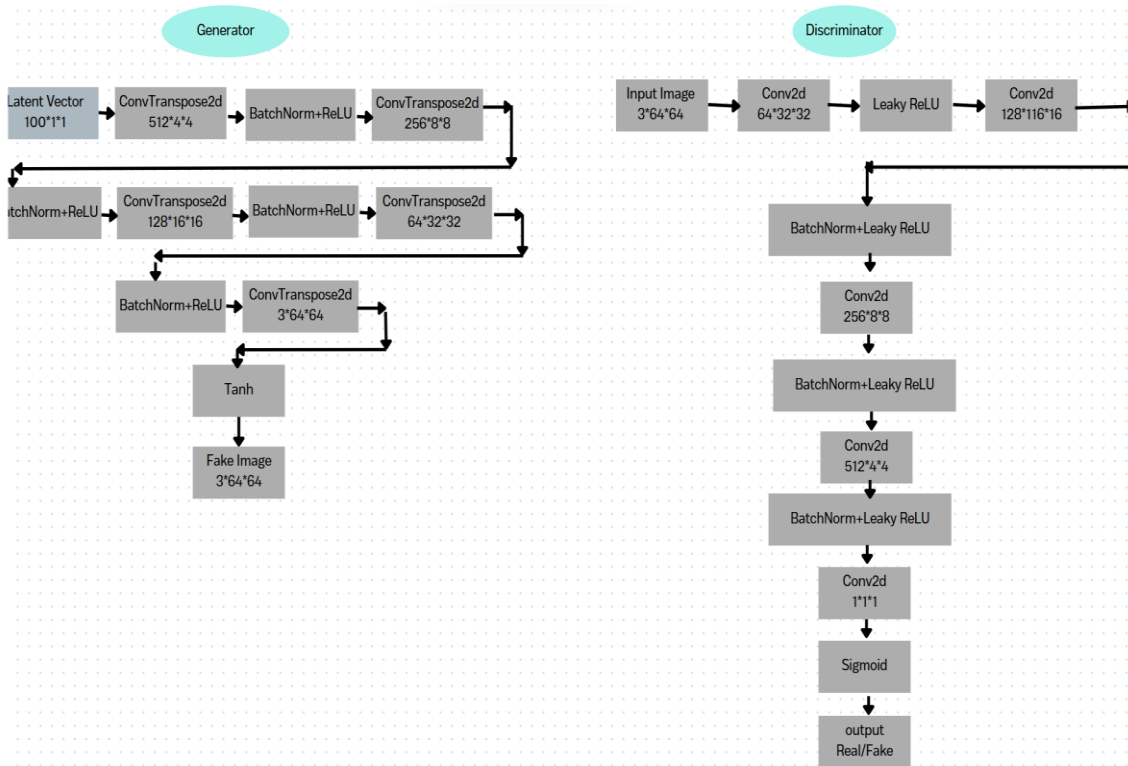 Generator
Latent Vector
100*1*1
ConvTranspose2d
512*4*4
BatchNorm+ReLU
ConvTranspose2d
256*8*8
tchNorm+ReLU
ConvTranspose2d
128*16*16
BatchNorm+ReLU
ConvTranspose2d
64*32*32
BatchNorm+ReLU
ConvTranspose2d
3*64*64
Tanh
Fake Image
3*64*64
Discriminator
Input Image
3*64*64
Conv2d
64*32*32
Leaky ReLU
Conv2d
128*116*16
BatchNorm+Leaky ReLU
Conv2d
256*8*8
BatchNorm+Leaky ReLU
Conv2d
512*4*4
BatchNorm+Leaky ReLU
Conv2d
1*1*1
Sigmoid
output
Real/Fake